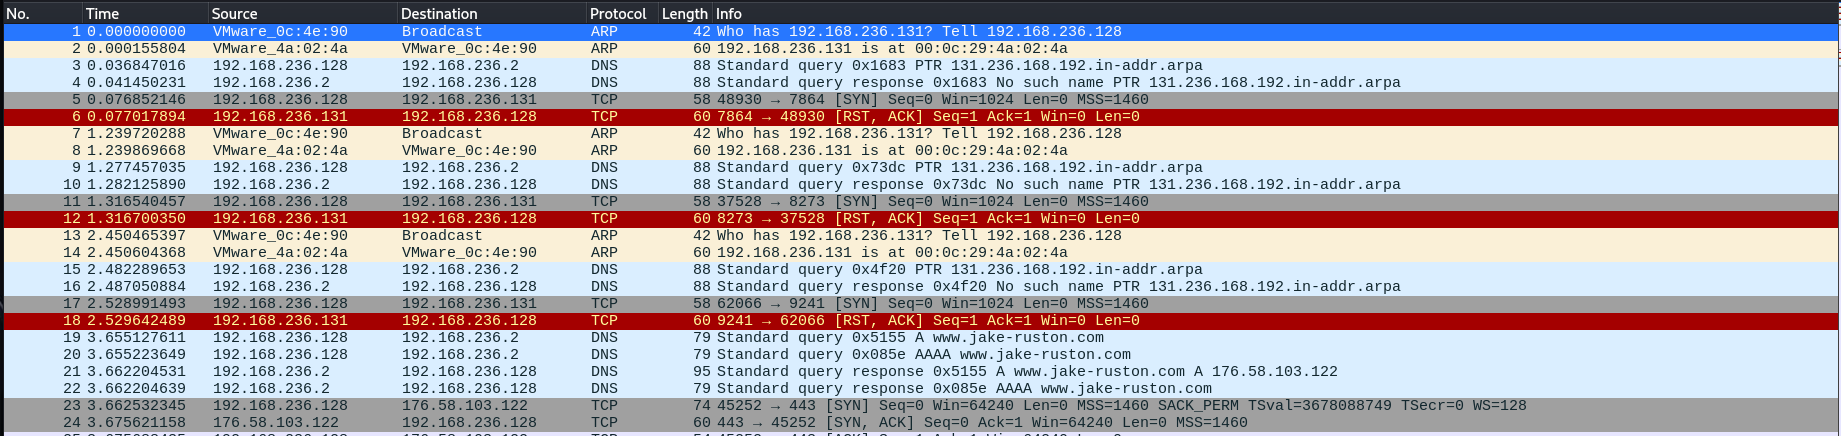 No. Time Source Destination Protocol Length Info
1 0.000000000 VMware_0c:4e:90 Broadcast ARP 42 Who has 192.168.236.131? Tell 192.168.236.128
2 0.000155804 VMware_4a:02:4a VMware_0c:4e:90 ARP 60 192.168.236.131 is at 00:0c:29:4a:02:4a
3 0.036847016 192.168.236.128 192.168.236.2 DNS 88 Standard query 0x1683 PTR 131.236.168.192.in-addr.arpa
4 0.041450231 192.168.236.2 192.168.236.128 DNS 88 Standard query response 0x1683 No such name PTR 131.236.168.192.in-addr.arpa
5 0.076852146 192.168.236.128 192.168.236.131 TCP 58 48930 → 7864 [SYN] Seq=0 Win=1024 Len=0 MSS=1460
6 0.077017894 192.168.236.131 192.168.236.128 TCP 60 7864 → 48930 [RST, ACK] Seq=1 Ack=1 Win=0 Len=0
7 1.239720288 VMware_0c:4e:90 Broadcast ARP 42 Who has 192.168.236.131? Tell 192.168.236.128
8 1.239869668 VMware_4a:02:4a VMware_0c:4e:90 ARP 60 192.168.236.131 is at 00:0c:29:4a:02:4a
9 1.277457035 192.168.236.128 192.168.236.2 DNS 88 Standard query 0x73dc PTR 131.236.168.192.in-addr.arpa
10 1.282125890 192.168.236.2 192.168.236.128 DNS 88 Standard query response 0x73dc No such name PTR 131.236.168.192.in-addr.arpa
11 1.316540457 192.168.236.128 192.168.236.131 TCP 58 37528 → 8273 [SYN] Seq=0 Win=1024 Len=0 MSS=1460
12 1.316700350 192.168.236.131 192.168.236.128 TCP 60 8273 → 37528 [RST, ACK] Seq=1 Ack=1 Win=0 Len=0
13 2.450465397 VMware_0c:4e:90 Broadcast ARP 42 Who has 192.168.236.131? Tell 192.168.236.128
14 2.450604368 VMware_4a:02:4a VMware_0c:4e:90 ARP 60 192.168.236.131 is at 00:0c:29:4a:02:4a
15 2.482289653 192.168.236.128 192.168.236.2 DNS 88 Standard query 0x4f20 PTR 131.236.168.192.in-addr.arpa
16 2.487050884 192.168.236.2 192.168.236.128 DNS 88 Standard query response 0x4f20 No such name PTR 131.236.168.192.in-addr.arpa
17 2.528991493 192.168.236.128 192.168.236.131 TCP 58 62066 → 9241 [SYN] Seq=0 Win=1024 Len=0 MSS=1460
18 2.529642489 192.168.236.131 192.168.236.128 TCP 60 9241 → 62066 [RST, ACK] Seq=1 Ack=1 Win=0 Len=0
19 3.655127611 192.168.236.128 192.168.236.2 DNS 79 Standard query 0x5155 A www.jake-ruston.com
20 3.655223649 192.168.236.128 192.168.236.2 DNS 79 Standard query 0x085e AAAA www.jake-ruston.com
21 3.662204531 192.168.236.2 192.168.236.128 DNS 95 Standard query response 0x5155 A www.jake-ruston.com A 176.58.103.122
22 3.662204639 192.168.236.2 192.168.236.128 DNS 79 Standard query response 0x085e AAAA www.jake-ruston.com
23 3.662532345 192.168.236.128 176.58.103.122 TCP 74 45252 → 443 [SYN] Seq=0 Win=64240 Len=0 MSS=1460 SACK_PERM TSval=3678088749 TSecr=0 WS=128
24 3.675621158 176.58.103.122 192.168.236.128 TCP 60 443 → 45252 [SYN, ACK] Seq=0 Ack=1 Win=64240 Len=0 MSS=1460